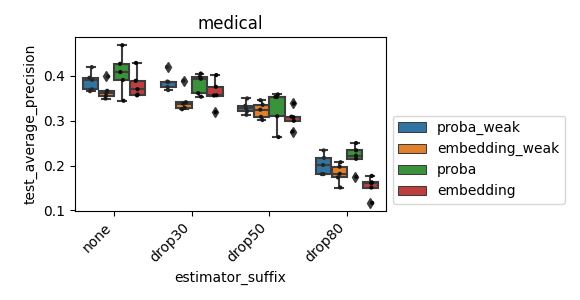 medical
test_average_precision
0.4
0.3
0.2
0.1
none
drop30
drop50
drop80
estimator_suffix
proba_weak
embedding_weak
proba
embedding